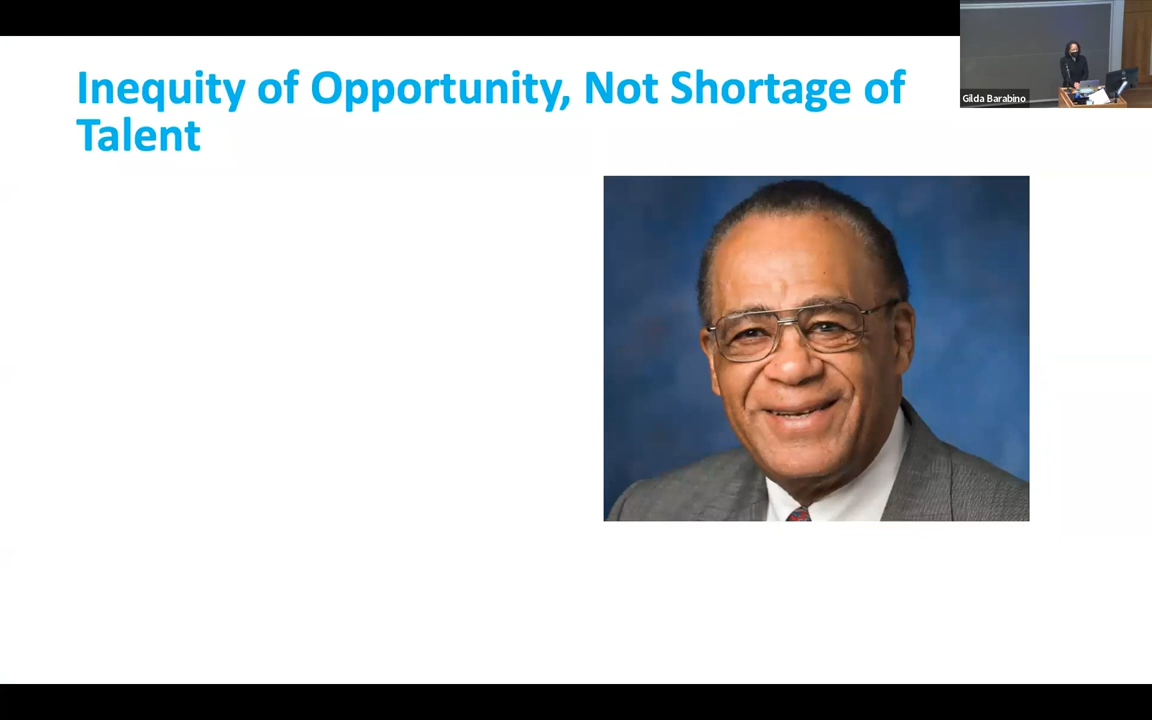 Inequity of Opportunity, Not Shortage of
Talent
Gilda Barabino